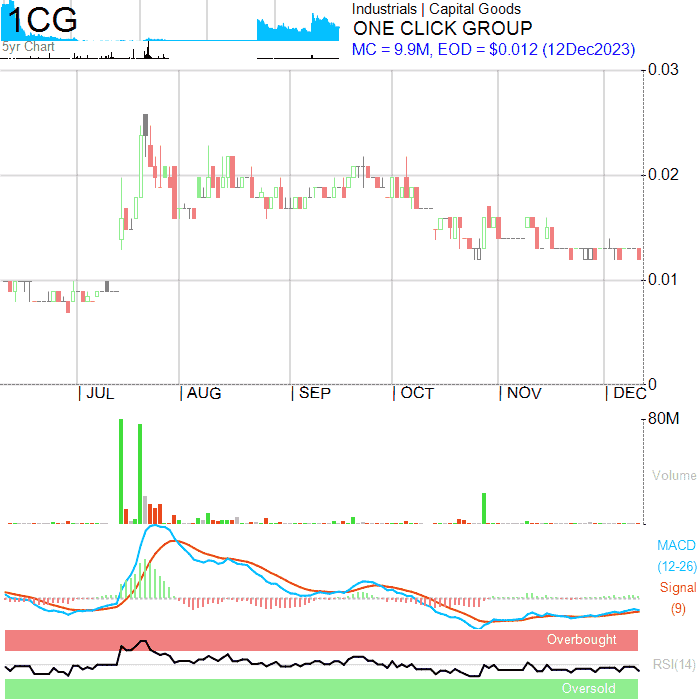 1CG
5yr Chart
Industrials | Capital Goods
ONE CLICK GROUP
MC = 9.9M, EOD = $0.012 (12Dec2023)
0.03
0.02
0.01
0
| JUL | AUG | SEP | OCT | NOV | DEC
80M
Volume
MACD
(12-26)
Signal
(9)
Overbought
RSI(14)
Oversold